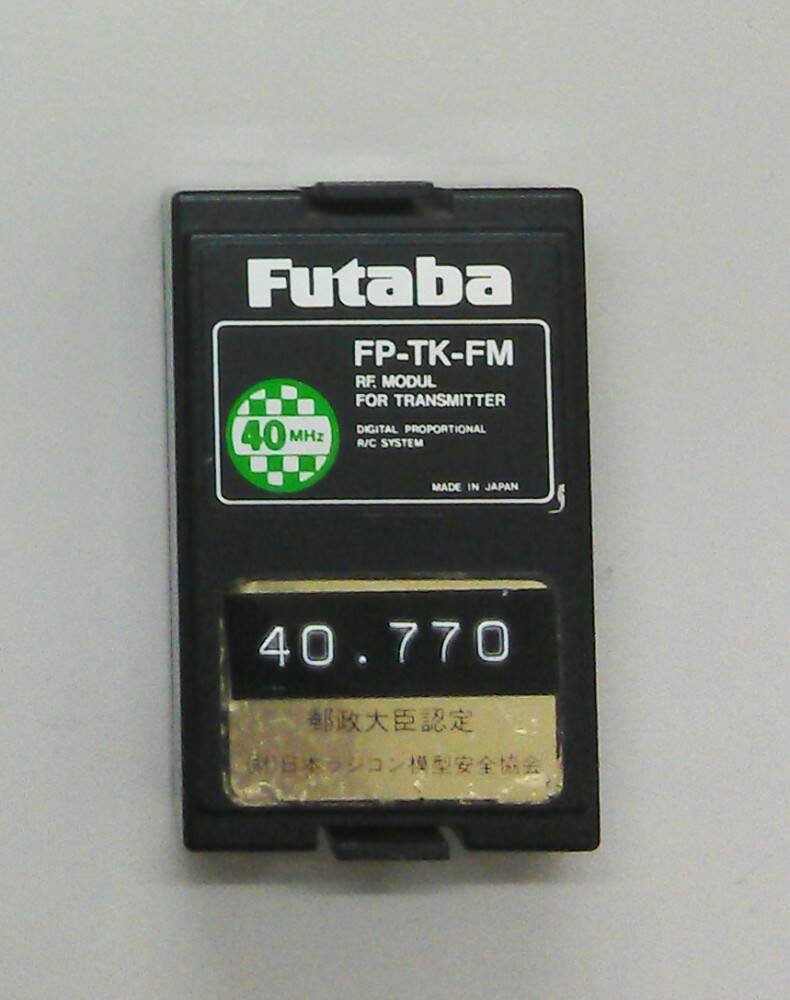 Futaba
FP-TK-FM
RF. MODUL
FOR TRANSMITTER
40 MHz
DIGITAL PROPORTIONAL
R/C SYSTEM
MADE IN JAPAN
40.770
郵政大臣認定
(財)日本ラジコン模型安全協会